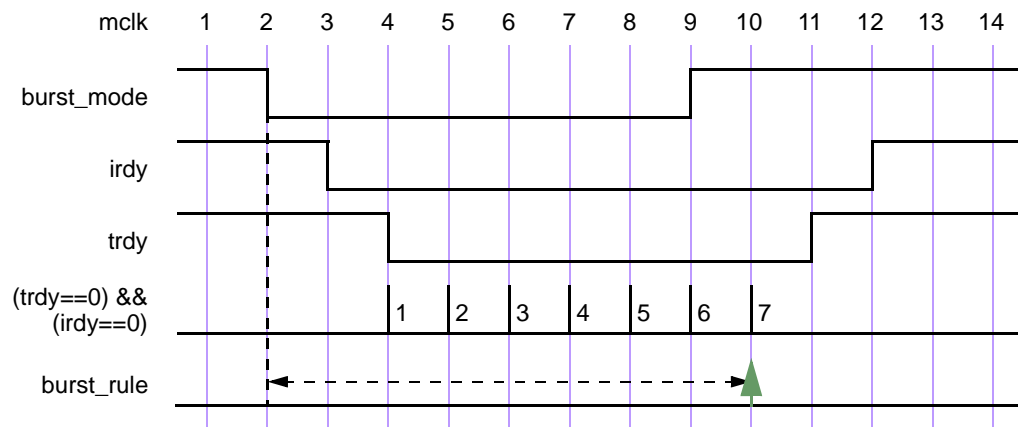 mclk 1 2 3 4 5 6 7 8 9 10 11 12 13 14
burst_mode
irdy
trdy
(trdy==0) &&
(irdy==0)
1 2 3 4 5 6 7
burst_rule